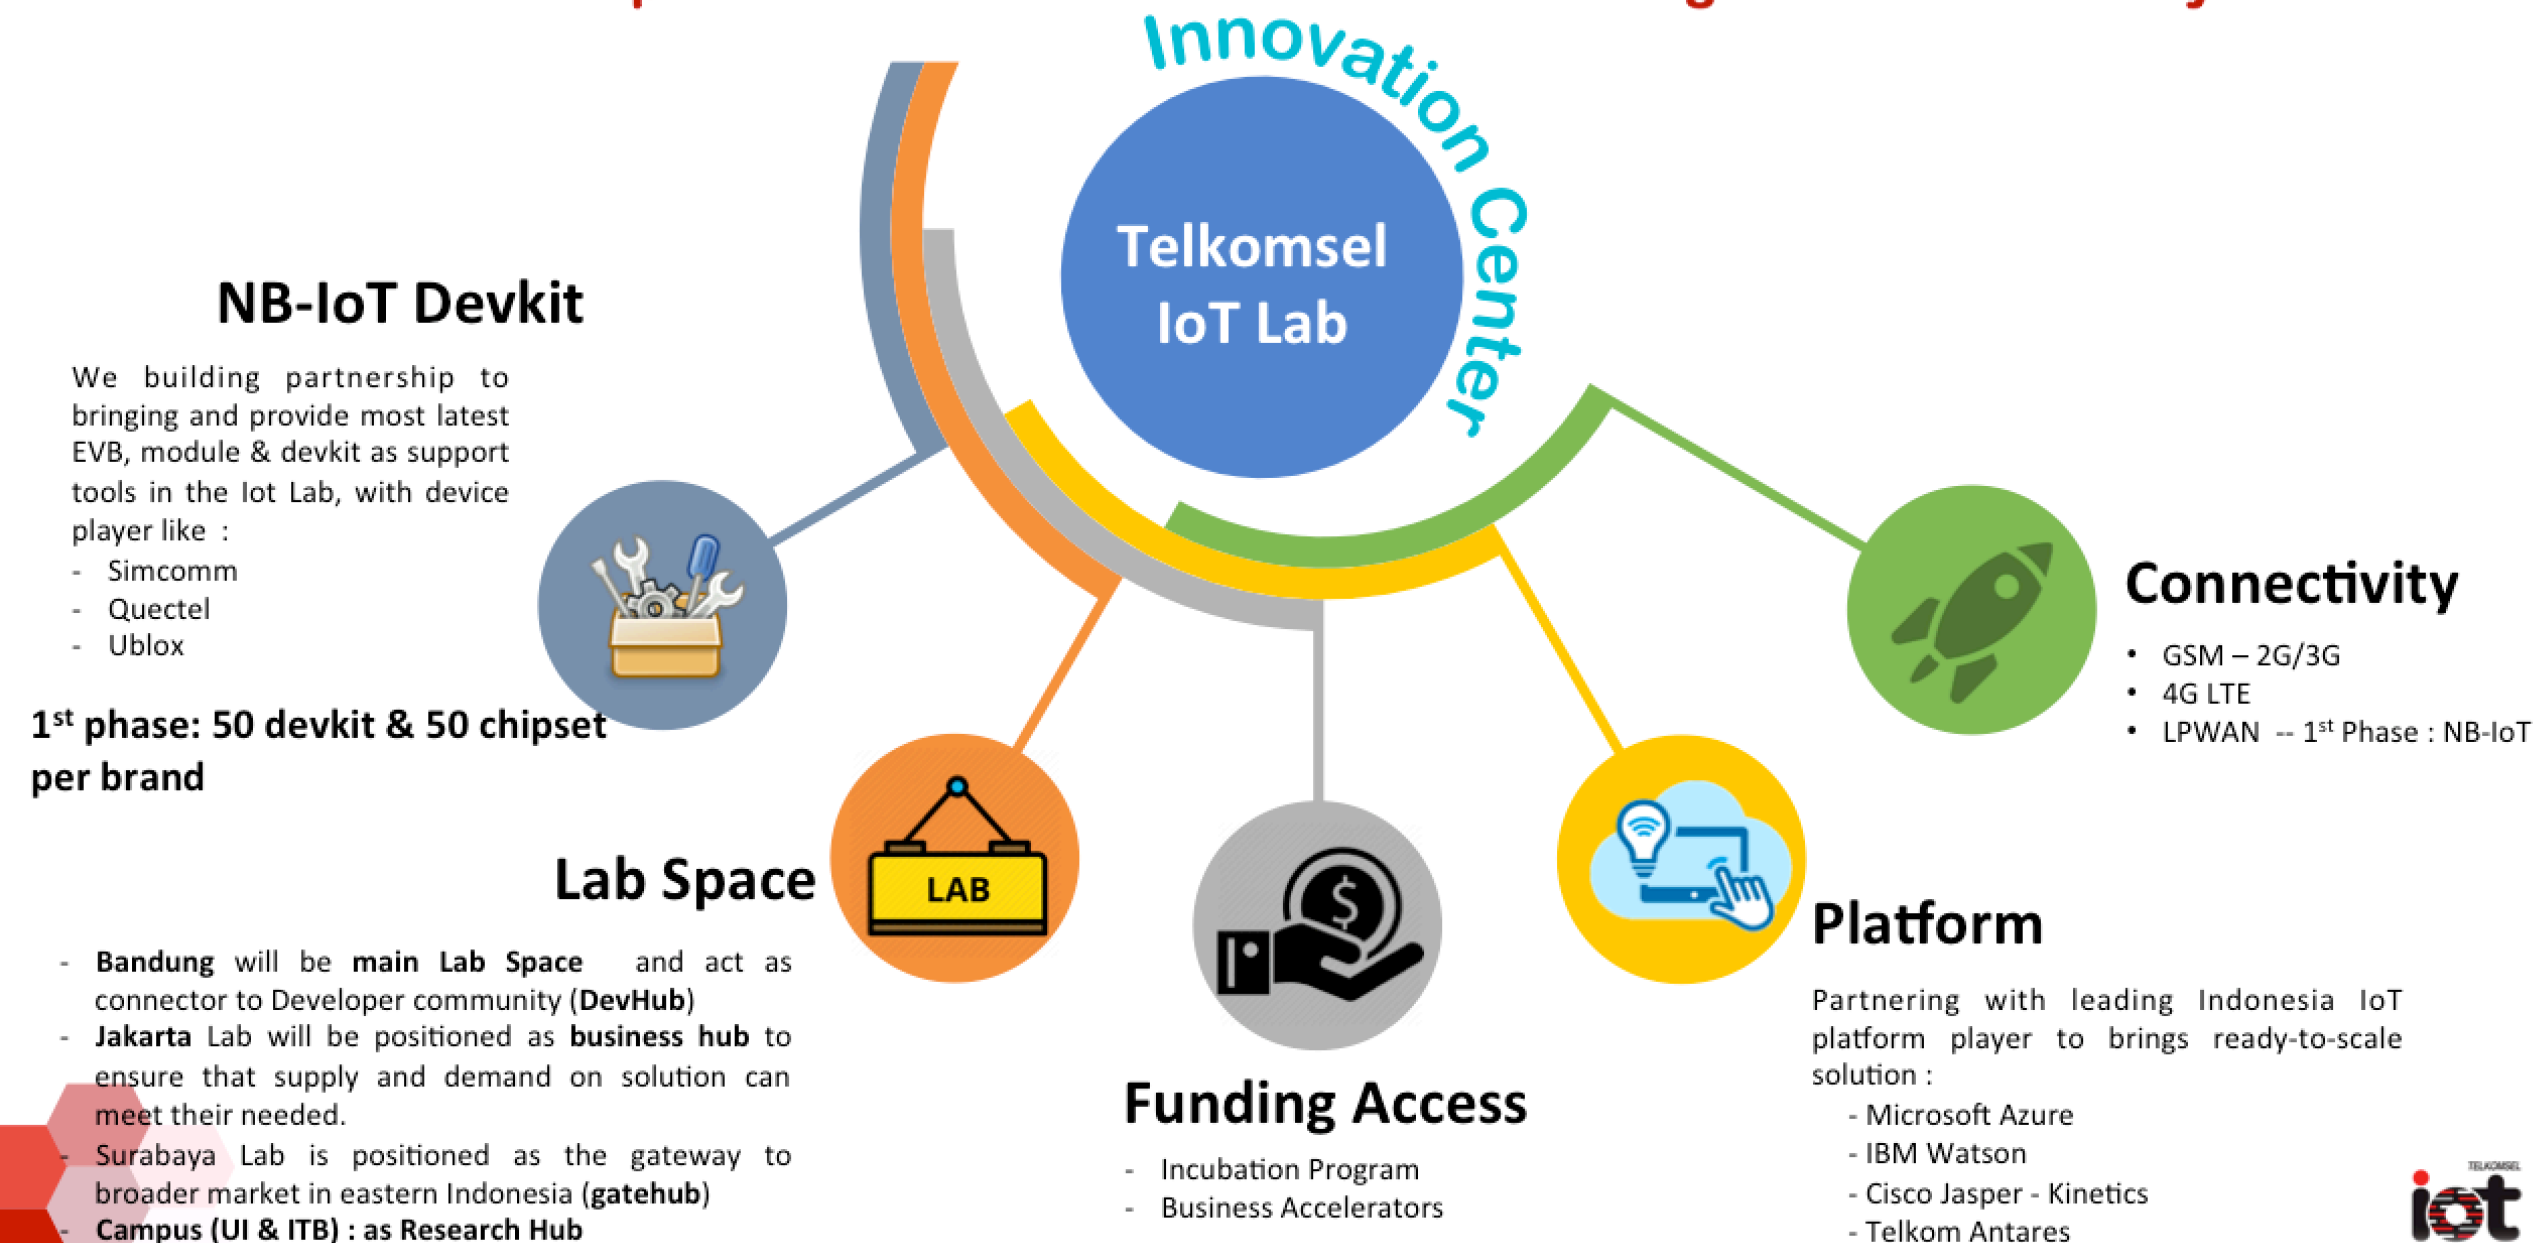 Innovation Center
Telkomsel
IoT Lab
NB-IoT Devkit
We building partnership to
bringing and provide most latest
EVB, module & devkit as support
tools in the Iot Lab, with device
player like :
- Simcomm
- Quectel
- Ublox
1st phase: 50 devkit & 50 chipset
per brand
Lab Space
LAB
- Bandung will be main Lab Space and act as
connector to Developer community (DevHub)
- Jakarta Lab will be positioned as business hub to
ensure that supply and demand on solution can
meet their needed.
- Surabaya Lab is positioned as the gateway to
broader market in eastern Indonesia (gatehub)
- Campus (UI & ITB) : as Research Hub
$
Funding Access
- Incubation Program
- Business Accelerators
Connectivity
• GSM – 2G/3G
• 4G LTE
• LPWAN -- 1st Phase : NB-IoT
Platform
Partnering with leading Indonesia IoT
platform player to brings ready-to-scale
solution :
- Microsoft Azure
- IBM Watson
- Cisco Jasper - Kinetics
- Telkom Antares
TELKOMSEL
iot